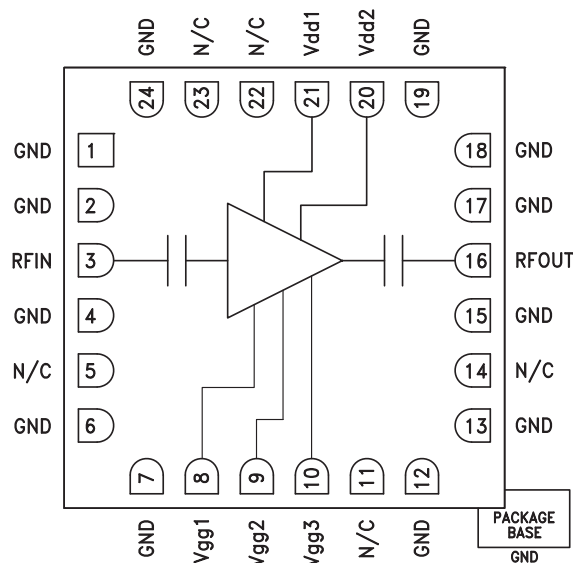 GND N/C N/C Vdd1 Vdd2 GND
24 23 22 21 20 19
GND 1 18 GND
GND 2 17 GND
RFIN 3 16 RFOUT
GND 4 15 GND
N/C 5 14 N/C
GND 6 13 GND
7 8 9 10 11 12
GND Vgg1 Vgg2 Vgg3 N/C GND
PACKAGE
BASE
GND